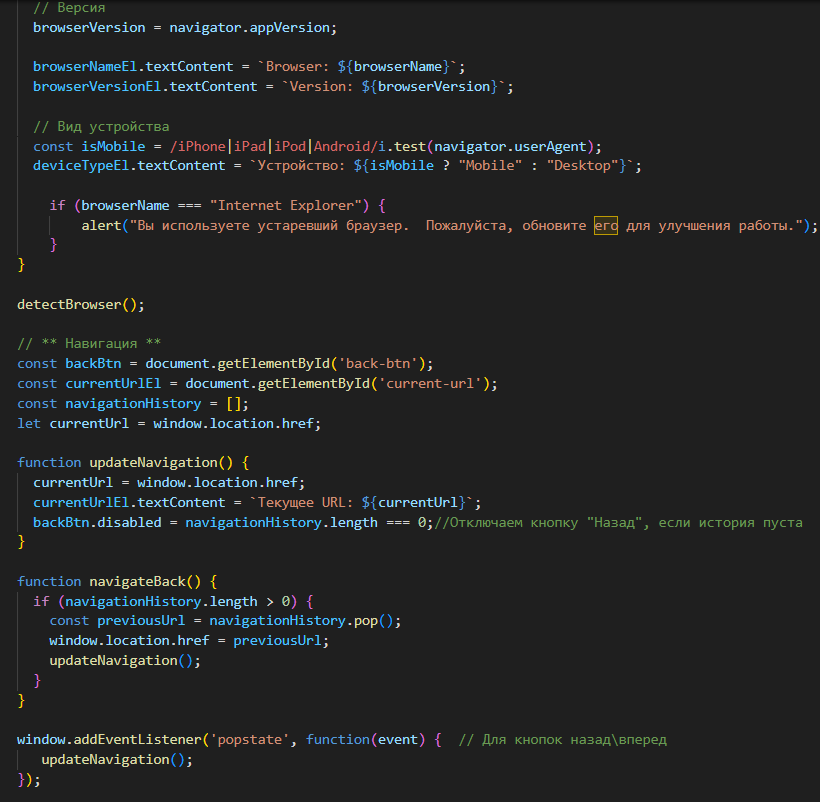 // Версия
browserVersion = navigator.appVersion;
browserNameEl.textContent = `Browser: ${browserName}`;
browserVersionEl.textContent = `Version: ${browserVersion}`;
// Вид устройства
const isMobile = /iPhone|iPad|iPod|Android/i.test(navigator.userAgent);
deviceTypeEl.textContent = `Устройство: ${isMobile ? "Mobile" : "Desktop"}`;
if (browserName === "Internet Explorer") {
alert("Вы используете устаревший браузер.  Пожалуйста, обновите его для улучшения работы.");
}
}
detectBrowser();
// ** Навигация **
const backBtn = document.getElementById('back-btn');
const currentUrlEl = document.getElementById('current-url');
const navigationHistory = [];
let currentUrl = window.location.href;
function updateNavigation() {
currentUrl = window.location.href;
currentUrlEl.textContent = `Текущее URL: ${currentUrl}`;
backBtn.disabled = navigationHistory.length === 0;//Отключаем кнопку "Назад", если история пуста
}
function navigateBack() {
if (navigationHistory.length > 0) {
const previousUrl = navigationHistory.pop();
window.location.href = previousUrl;
updateNavigation();
}
}
window.addEventListener('popstate', function(event) {  // Для кнопок назад\вперед
updateNavigation();
});